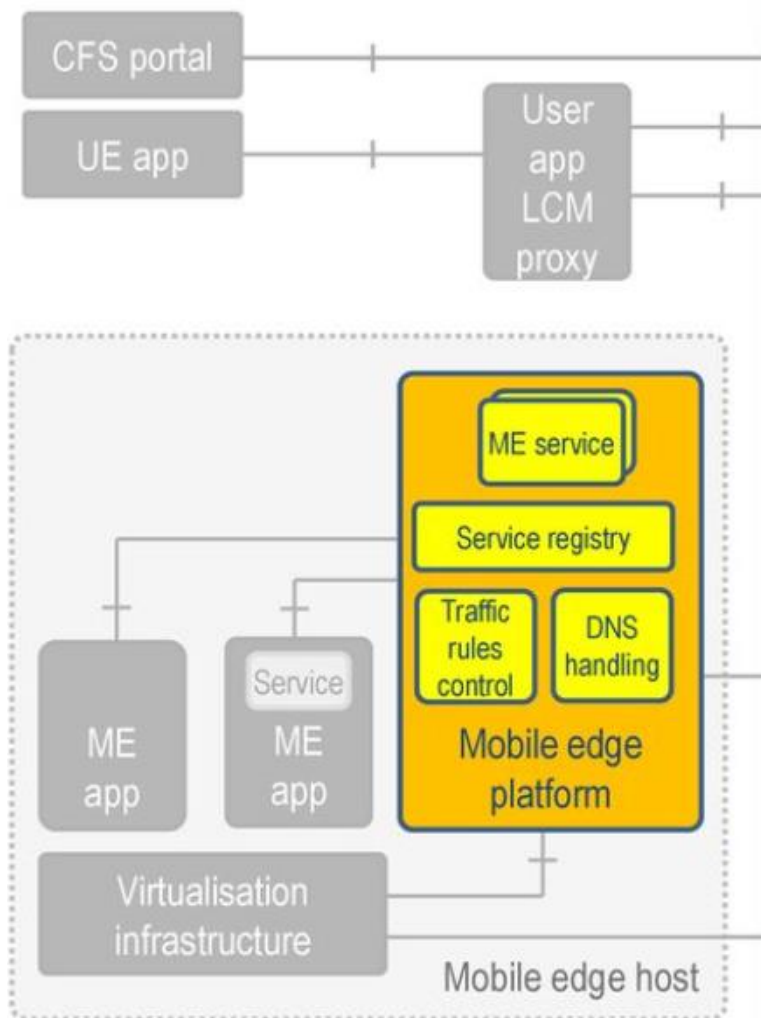 CFS portal
UE app
User
app
LCM
proxy
ME service
Service registry
Traffic
rules
control
DNS
handling
Mobile edge
platform
ME
app
Service
ME
app
Virtualisation
infrastructure
Mobile edge host